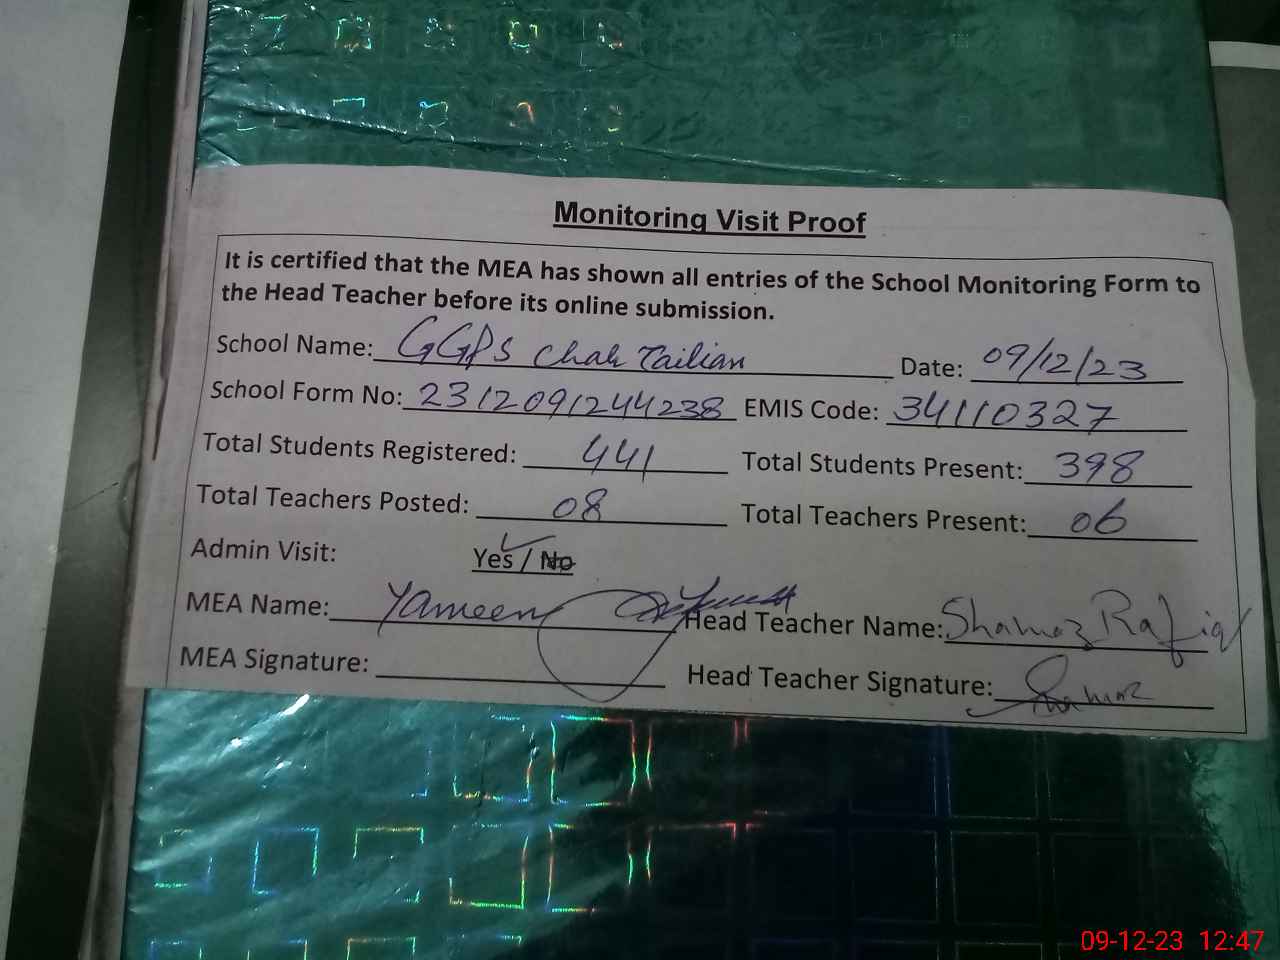 Monitoring Visit Proof
It is certified that the MEA has shown all entries of the School Monitoring Form to
the Head Teacher before its online submission.
School Name: GGPS Chak Tailian Date: 09/12/23
School Form No: 2312091244238 EMIS Code: 34110327
Total Students Registered: 441 Total Students Present: 398
Total Teachers Posted: 08 Total Teachers Present: 06
Admin Visit: Yes / No
MEA Name: Yameen Head Teacher Name: Shamoz Rafiq
MEA Signature: Head Teacher Signature:
09-12-23 12:47